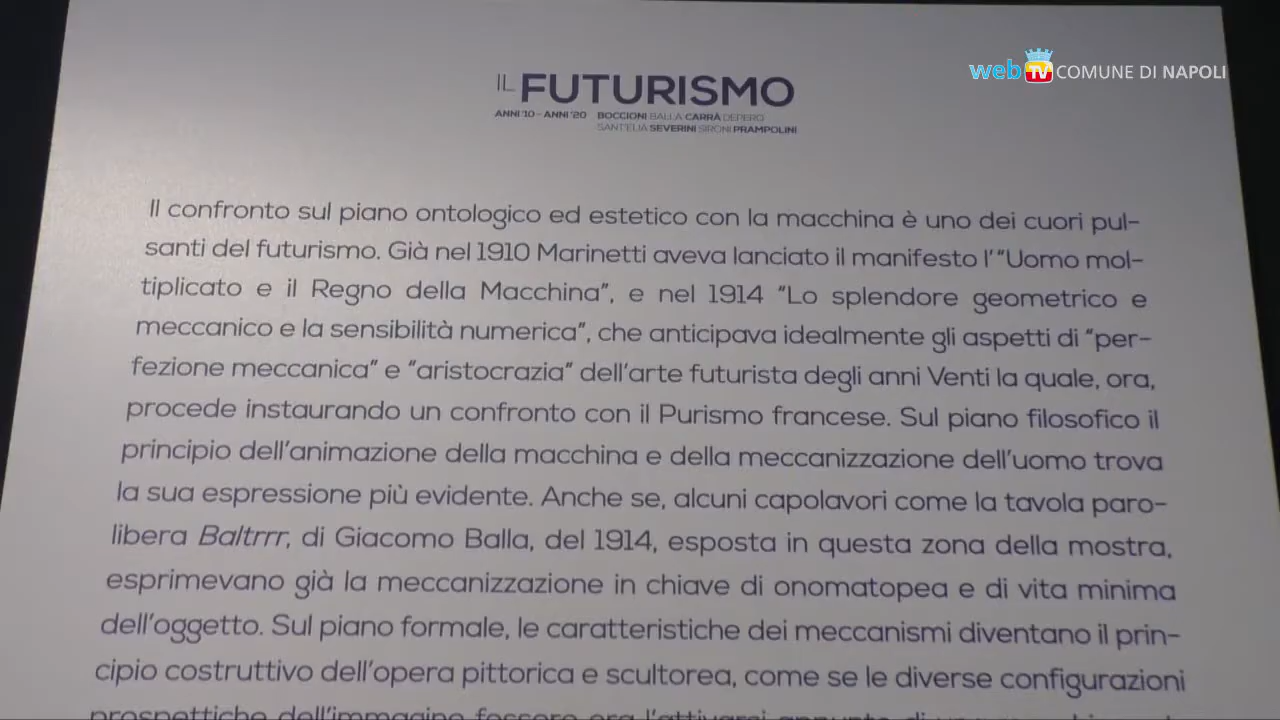 IL FUTURISMO
web TV COMUNE DI NAPOLI
ANNI '10 - ANNI '20 BOCCIONI BALLA CARRÀ DEPERO
SANT'ELIA SEVERINI SIRONI PRAMPOLINI
Il confronto sul piano ontologico ed estetico con la macchina è uno dei cuori pul-
santi del futurismo. Già nel 1910 Marinetti aveva lanciato il manifesto l'"Uomo mol-
tiplicato e il Regno della Macchina", e nel 1914 "Lo splendore geometrico e
meccanico e la sensibilità numerica", che anticipava idealmente gli aspetti di "per-
fezione meccanica" e "aristocrazia" dell'arte futurista degli anni Venti la quale, ora,
procede instaurando un confronto con il Purismo francese. Sul piano filosofico il
principio dell'animazione della macchina e della meccanizzazione dell'uomo trova
la sua espressione più evidente. Anche se, alcuni capolavori come la tavola paro-
libera Baltrrr, di Giacomo Balla, del 1914, esposta in questa zona della mostra,
esprimevano già la meccanizzazione in chiave di onomatopea e di vita minima
dell'oggetto. Sul piano formale, le caratteristiche dei meccanismi diventano il prin-
cipio costruttivo dell'opera pittorica e scultorea, come se le diverse configurazioni
prospettiche dell'immagine fossero ora l'attivarsi